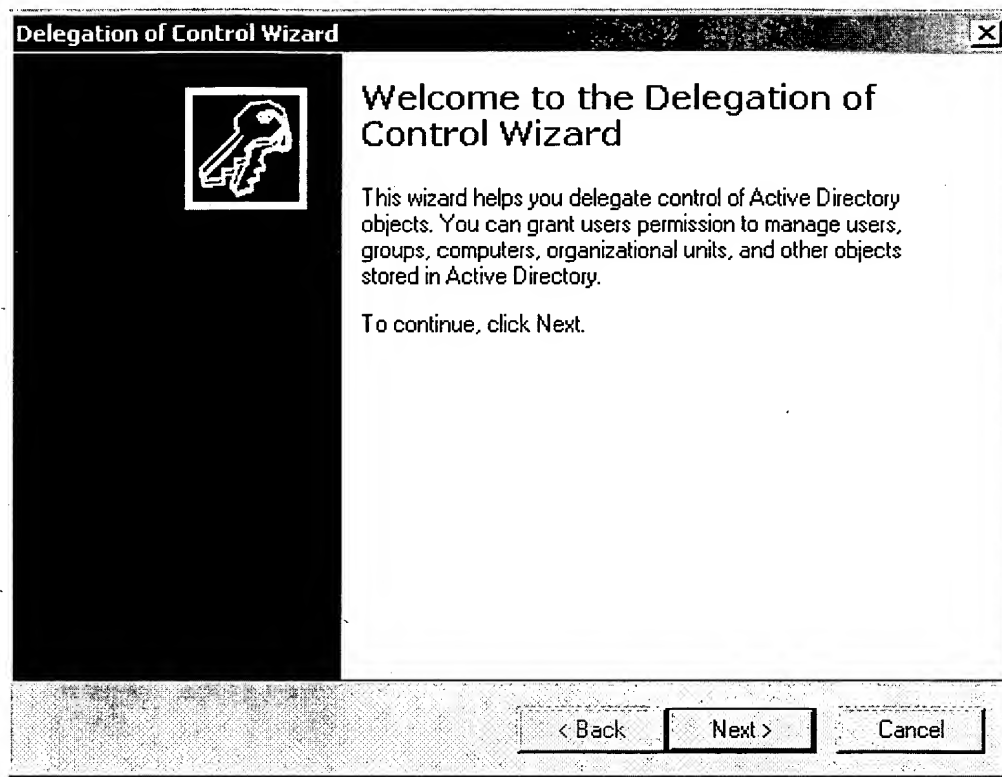 Delegation of Control Wizard
Welcome to the Delegation of
Control Wizard
This wizard helps you delegate control of Active Directory
objects. You can grant users permission to manage users,
groups, computers, organizational units, and other objects
stored in Active Directory.
To continue, click Next.
< Back Next > Cancel